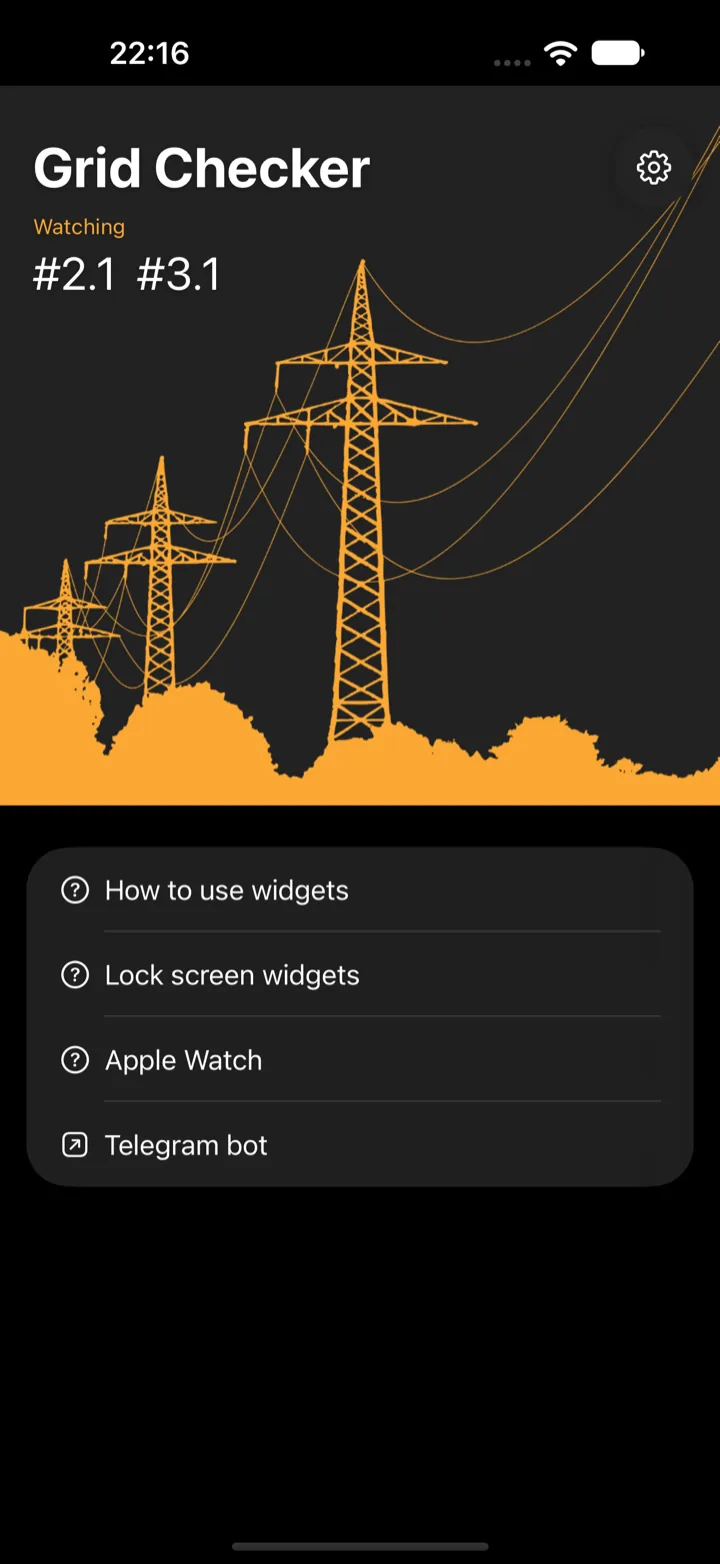 22:16
Grid Checker
Watching
#2.1 #3.1
How to use widgets
Lock screen widgets
Apple Watch
Telegram bot